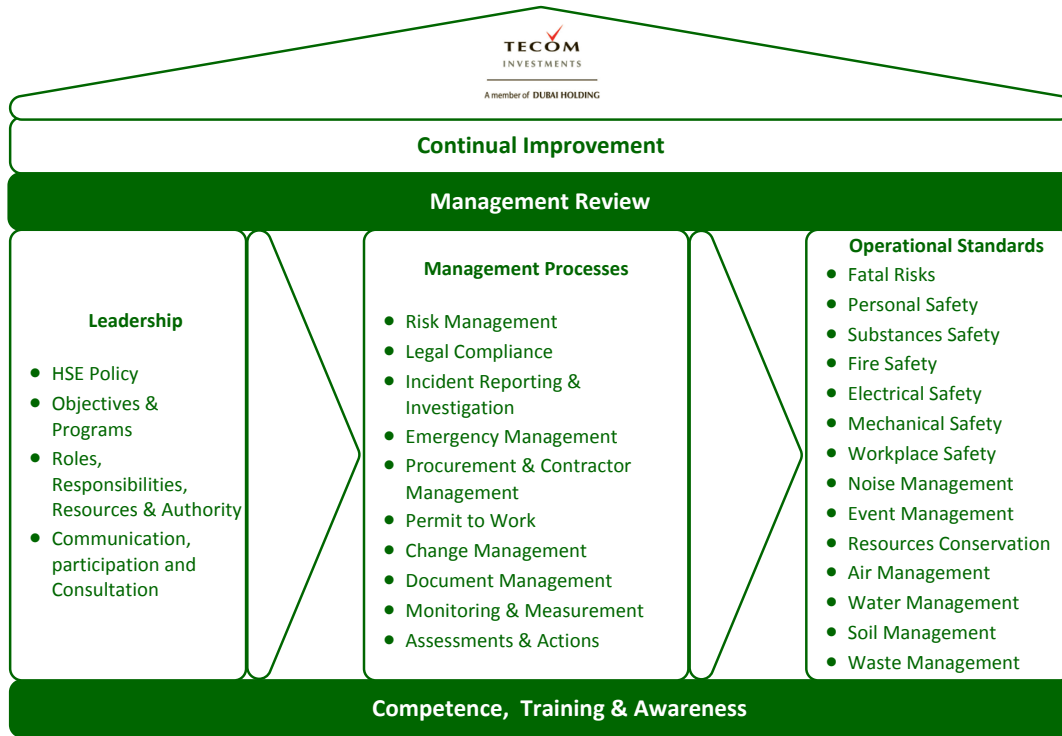 TECOM
INVESTMENTS
A member of DUBAI HOLDING
Continual Improvement
Management Review
Leadership
• HSE Policy
• Objectives &
Programs
• Roles,
Responsibilities,
Resources & Authority
• Communication,
participation and
Consultation
Management Processes
• Risk Management
• Legal Compliance
• Incident Reporting &
Investigation
• Emergency Management
• Procurement & Contractor
Management
• Permit to Work
• Change Management
• Document Management
• Monitoring & Measurement
• Assessments & Actions
Operational Standards
• Fatal Risks
• Personal Safety
• Substances Safety
• Fire Safety
• Electrical Safety
• Mechanical Safety
• Workplace Safety
• Noise Management
• Event Management
• Resources Conservation
• Air Management
• Water Management
• Soil Management
• Waste Management
Competence, Training & Awareness